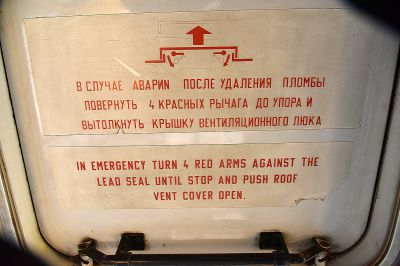 В СЛУЧАЕ АВАРИИ ПОСЛЕ УДАЛЕНИЯ ПЛОМБЫ
ПОВЕРНУТЬ 4 КРАСНЫХ РЫЧАГА ДО УПОРА И
ВЫТОЛКНУТЬ КРЫШКУ ВЕНТИЛЯЦИОННОГО ЛЮКА
IN EMERGENCY TURN 4 RED ARMS AGAINST THE
LEAD SEAL UNTIL STOP AND PUSH ROOF
VENT COVER OPEN.